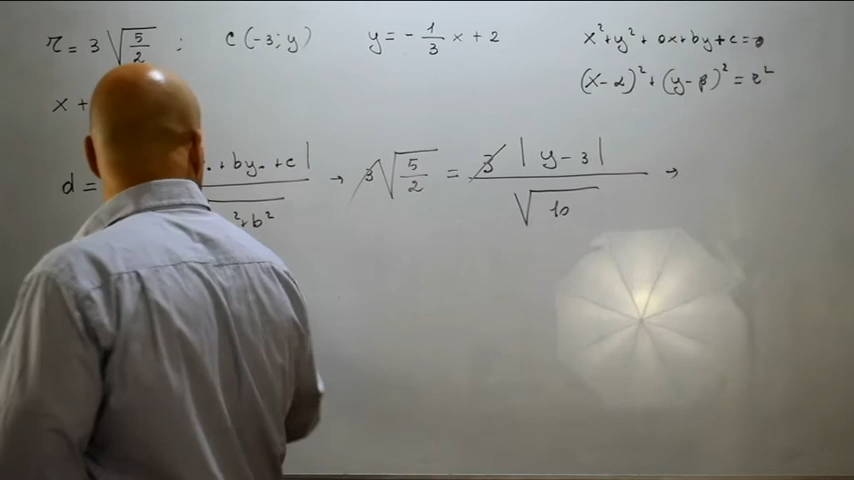 r = 3 √(5/2) : C(-3; y) y = - 1/3 x + 2 x² + y² + ax + by + c = 0
(x - α)² + (y - β)² = r²
x +
d = . + by. + c | → 3 √(5/2) = 3 | y - 3 | / √10 →
² + b²